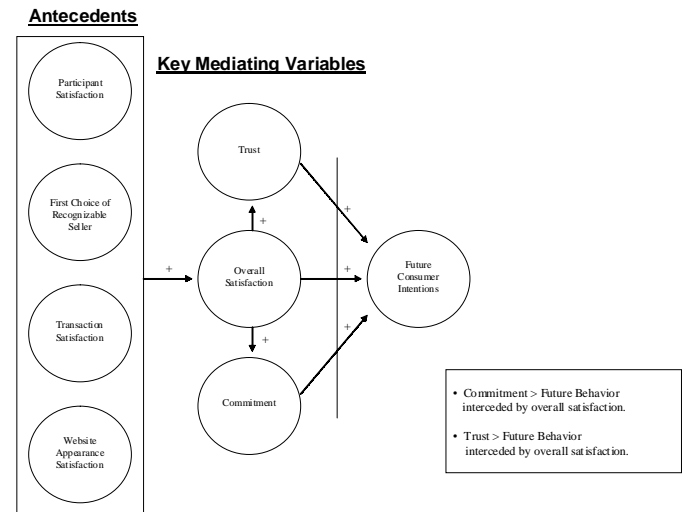 Antecedents
Key Mediating Variables
Participant
Satisfaction
First Choice of
Recognizable
Seller
Transaction
Satisfaction
Website
Appearance
Satisfaction
+
Trust
+
Overall
Satisfaction
+
Commitment
+
+
+
Future
Consumer
Intentions
• Commitment > Future Behavior
interceded by overall satisfaction.
• Trust > Future Behavior
interceded by overall satisfaction.